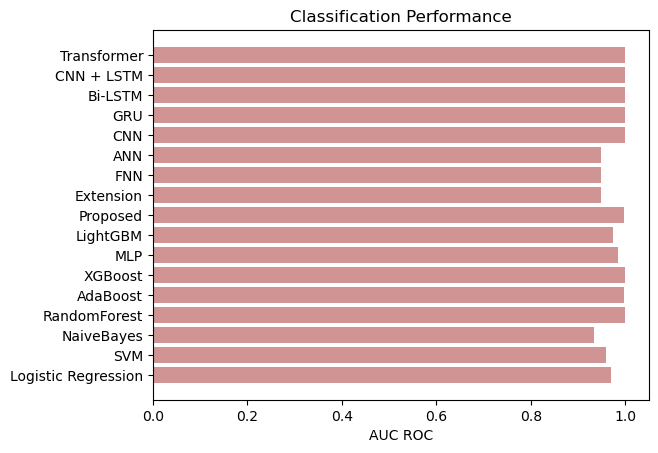 Classification Performance
Transformer
CNN + LSTM
Bi-LSTM
GRU
CNN
ANN
FNN
Extension
Proposed
LightGBM
MLP
XGBoost
AdaBoost
RandomForest
NaiveBayes
SVM
Logistic Regression
0.0 0.2 0.4 0.6 0.8 1.0
AUC ROC